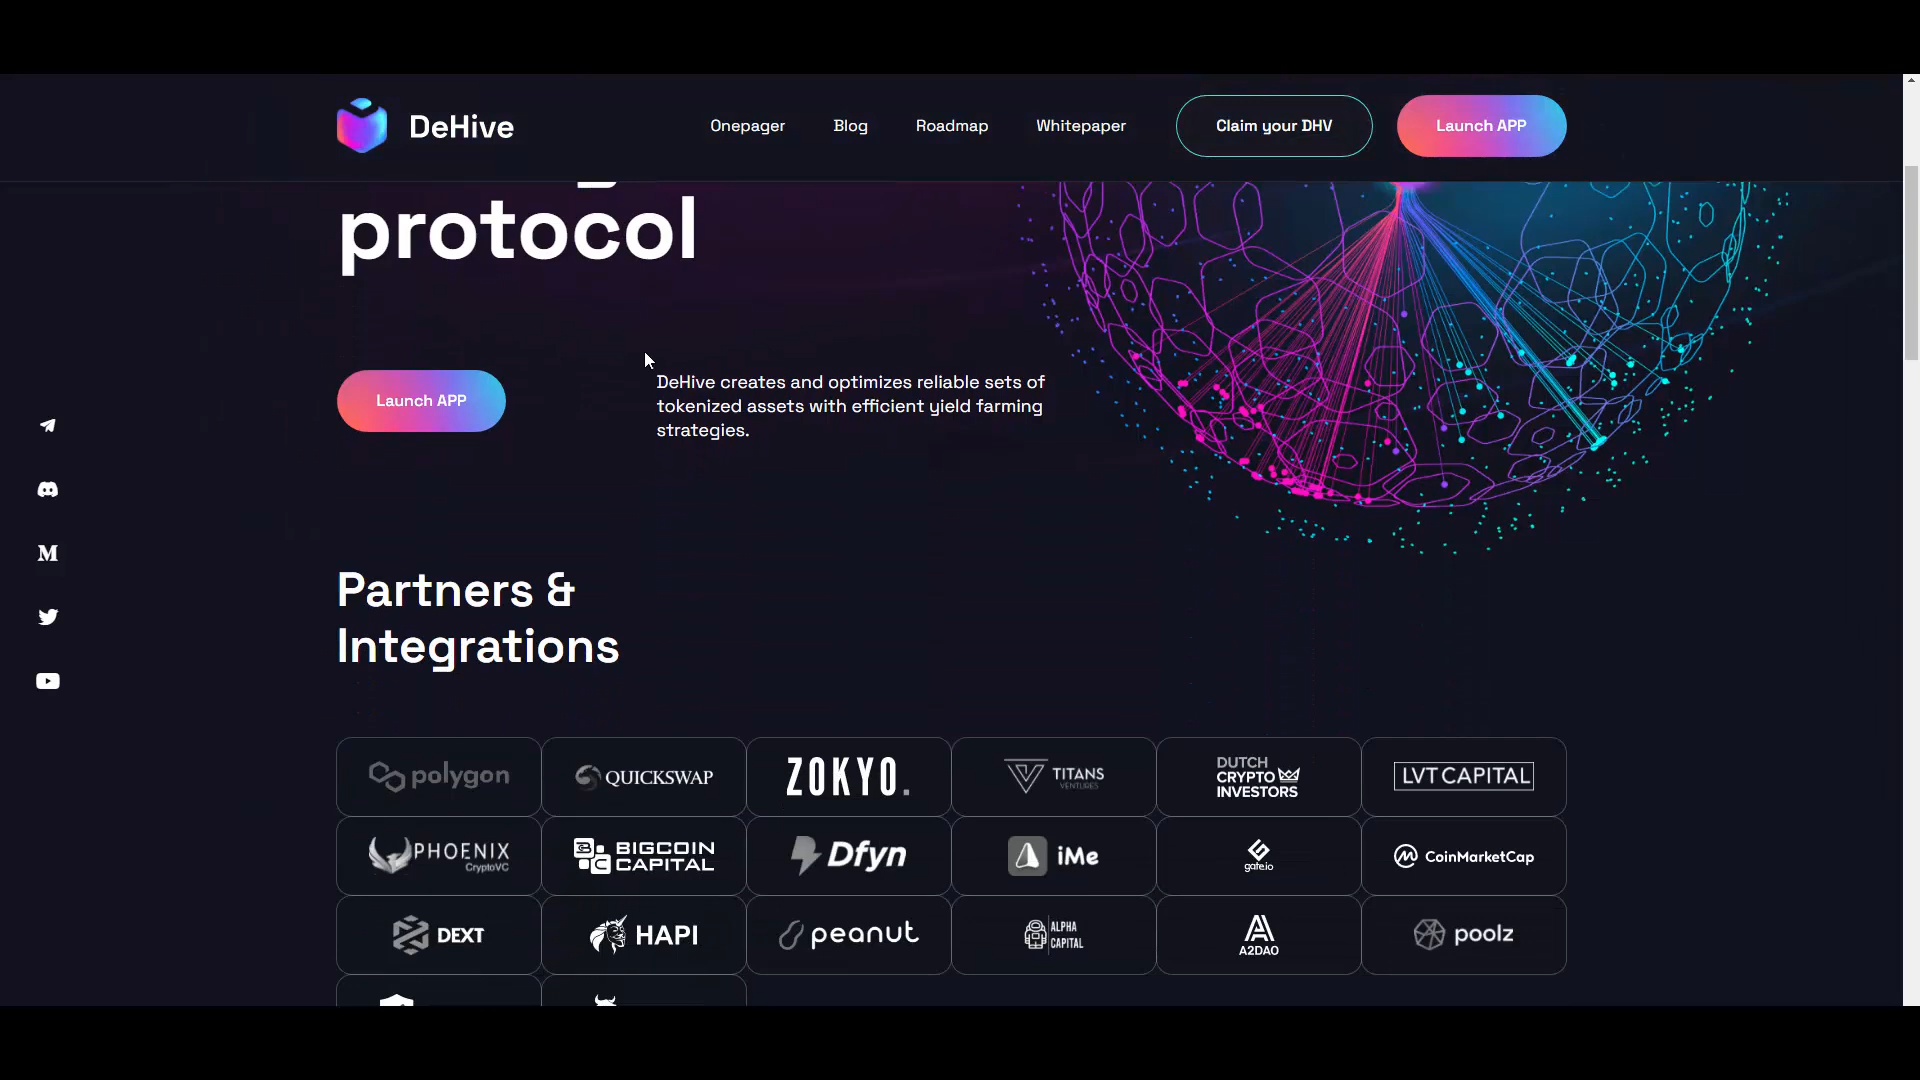 DeHive
Onepager
Blog
Roadmap
Whitepaper
Claim your DHV
Launch APP
protocol
Launch APP
DeHive creates and optimizes reliable sets of
tokenized assets with efficient yield farming
strategies.
M
Partners &
Integrations
polygon
QUICKSWAP
ZOKYO.
TITANS
VENTURES
DUTCH
CRYPTO
INVESTORS
LVT CAPITAL
PHOENIX
CryptoVC
BIGCOIN
CAPITAL
Dfyn
iMe
gate.io
CoinMarketCap
DEXT
HAPI
peanut
ALPHA
CAPITAL
A2DAO
poolz